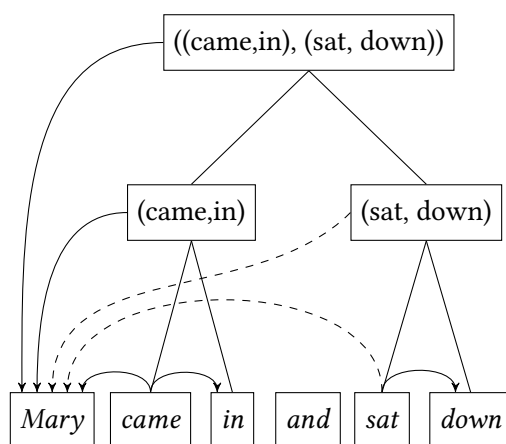 ((came,in), (sat, down))
(came,in) (sat, down)
Mary came in and sat down